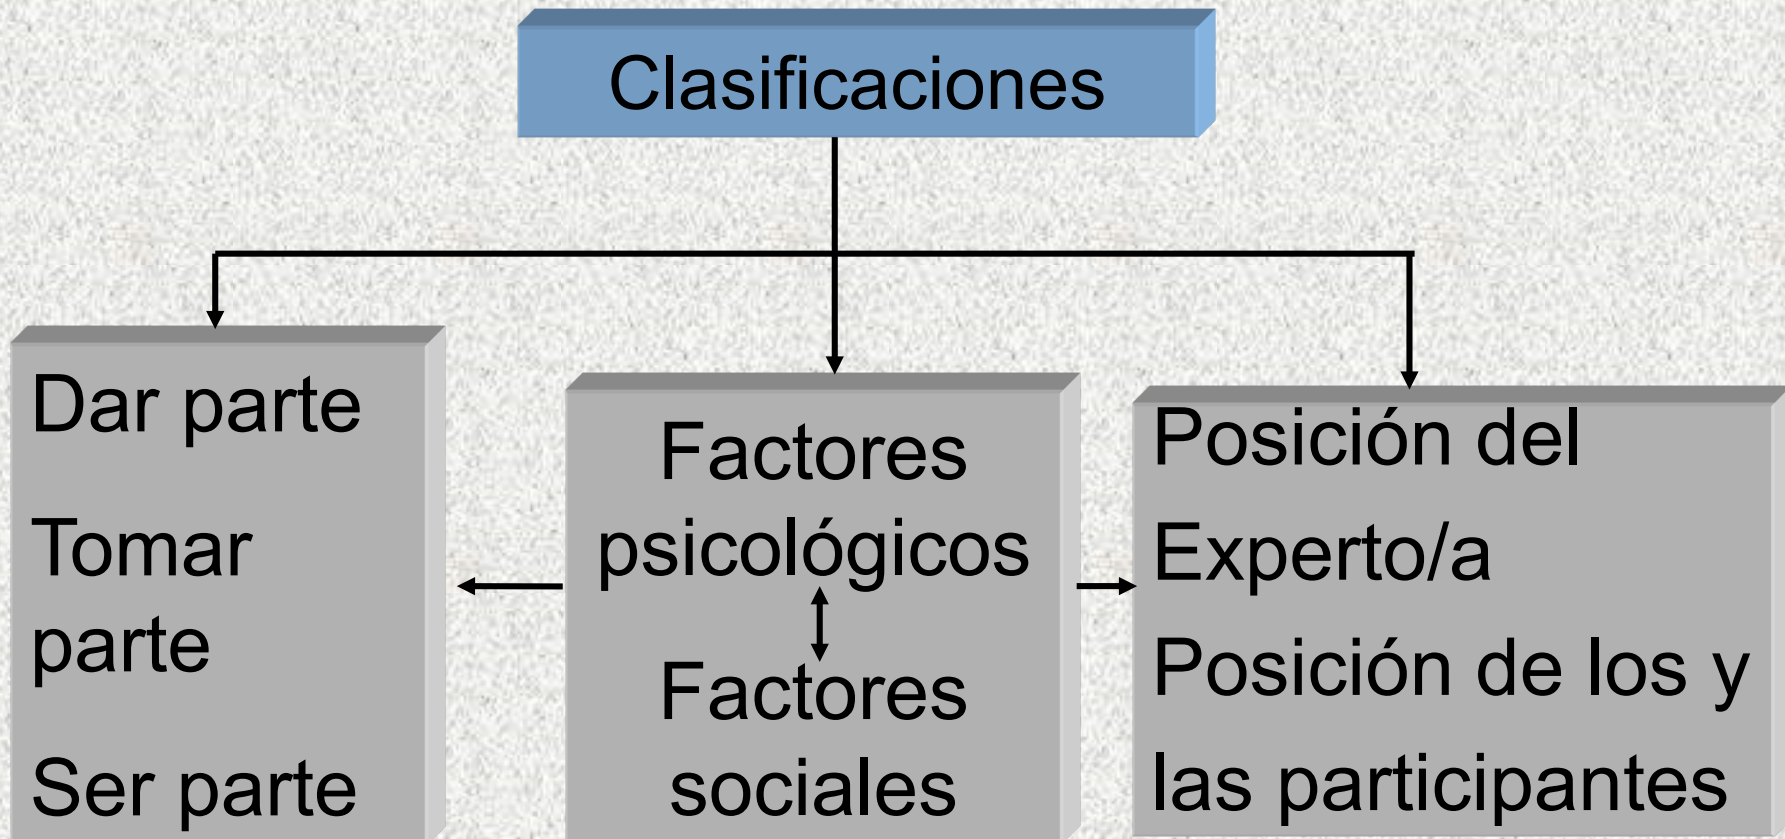 Clasificaciones
Dar parte
Tomar
parte
Ser parte
Factores
psicológicos
Factores
sociales
Posición del
Experto/a
Posición de los y
las participantes